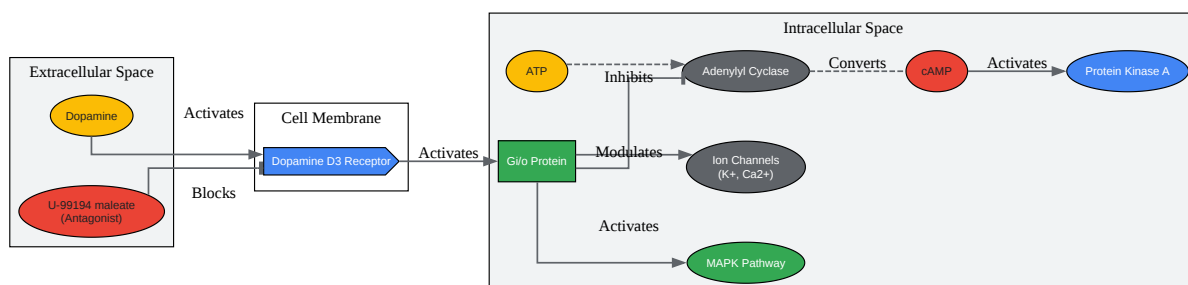 Extracellular Space
Dopamine
U-99194 maleate
(Antagonist)
Activates
Blocks
Cell Membrane
Dopamine D3 Receptor
Activates
Intracellular Space
ATP
Inhibits
Adenylyl Cyclase
Converts
cAMP
Activates
Protein Kinase A
Gi/o Protein
Modulates
Ion Channels
(K+, Ca2+)
Activates
MAPK Pathway